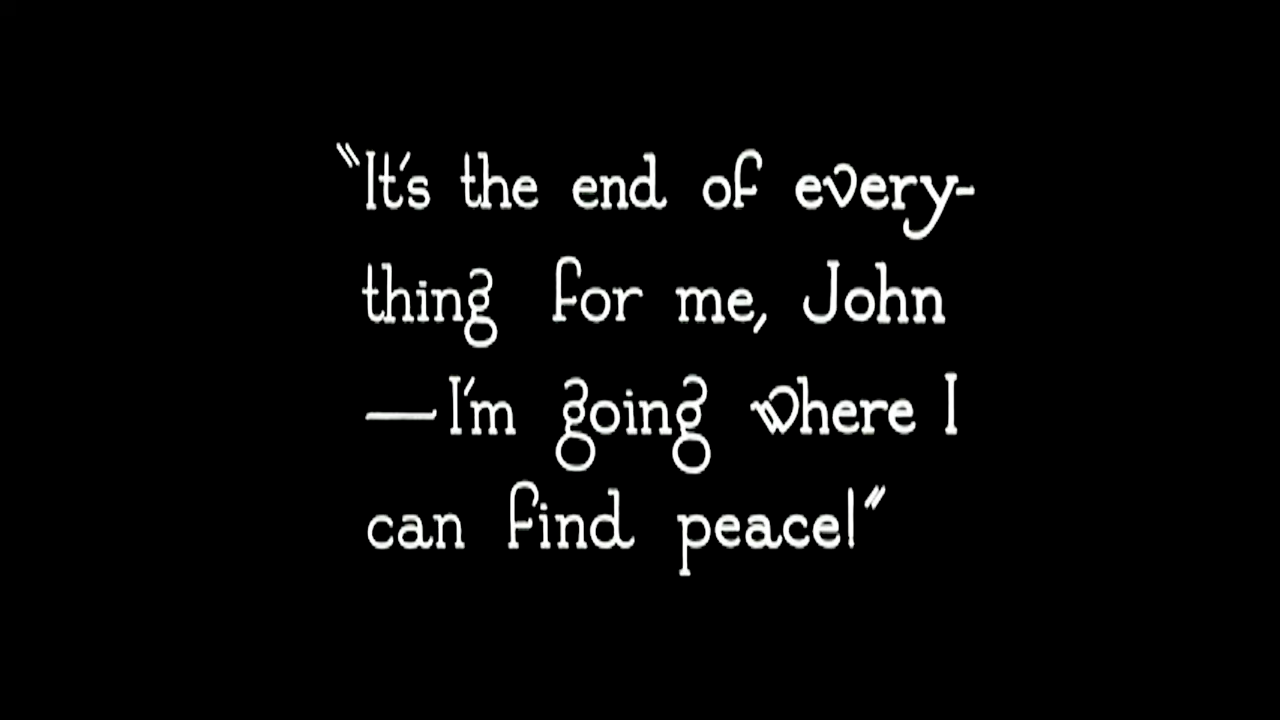 "It's the end of every-
thing for me, John
—I'm going where I
can find peace!"